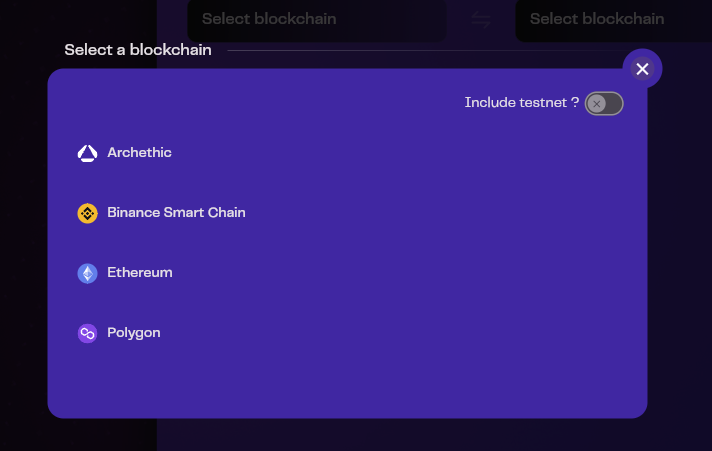 Select blockchain
Select blockchain
Select a blockchain
Include testnet ?
Archethic
Binance Smart Chain
Ethereum
Polygon